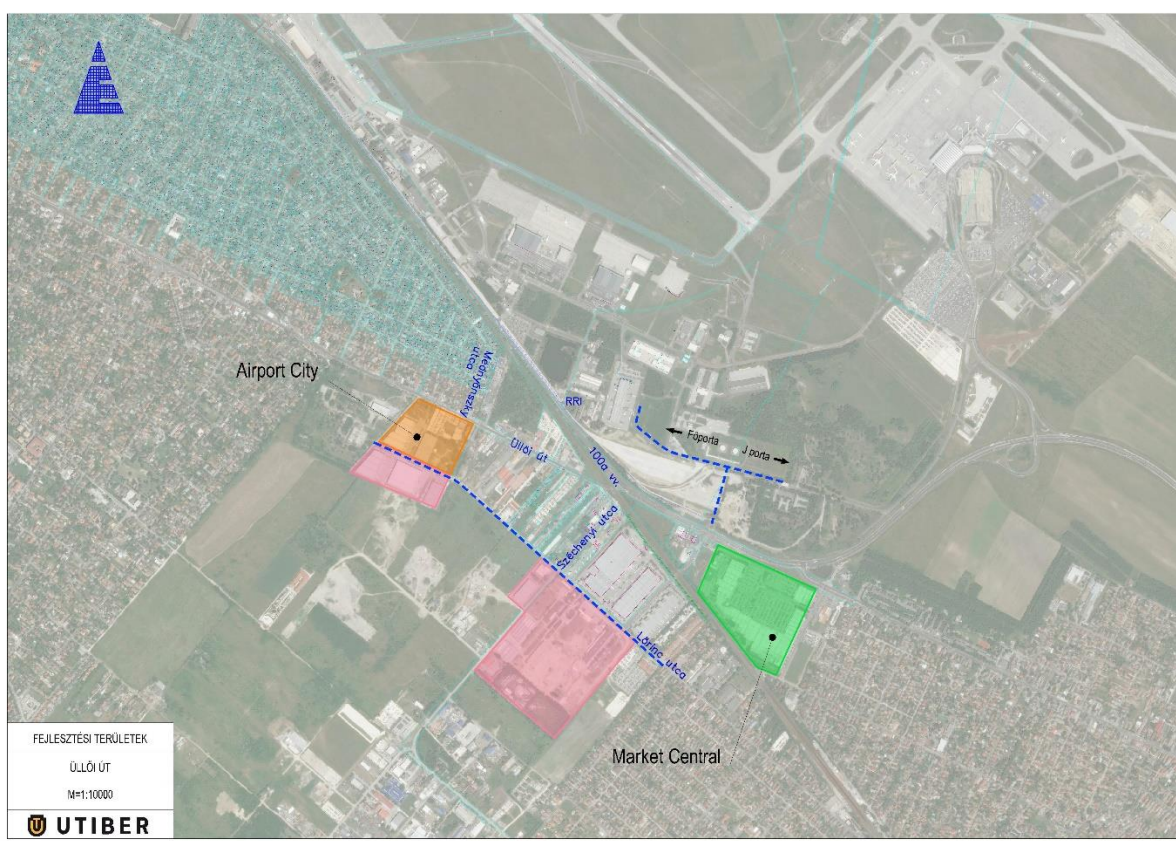 É
Mednyánszky
utca
Airport City
RRI
Főporta
J porta
Üllői út
100a vv.
Széchenyi utca
Lőrinc utca
Market Central
FEJLESZTÉSI TERÜLETEK
ÜLLŐI ÚT
M=1:10000
UTIBER